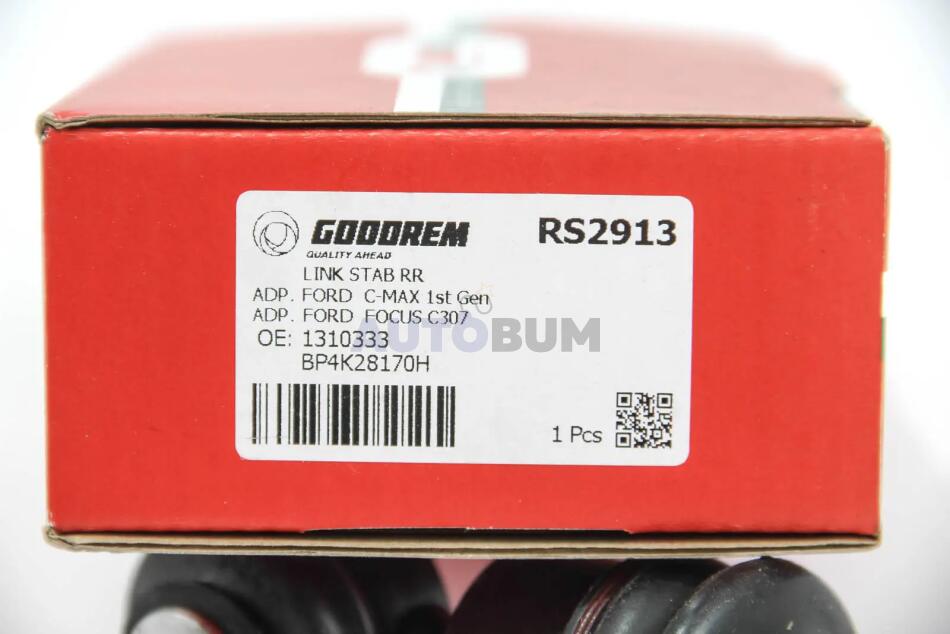 GOODREM
QUALITY AHEAD
RS2913
LINK STAB RR
ADP. FORD C-MAX 1st Gen
ADP. FORD FOCUS C307
AUTOBUM
OE: 1310333
BP4K28170H
1 Pcs